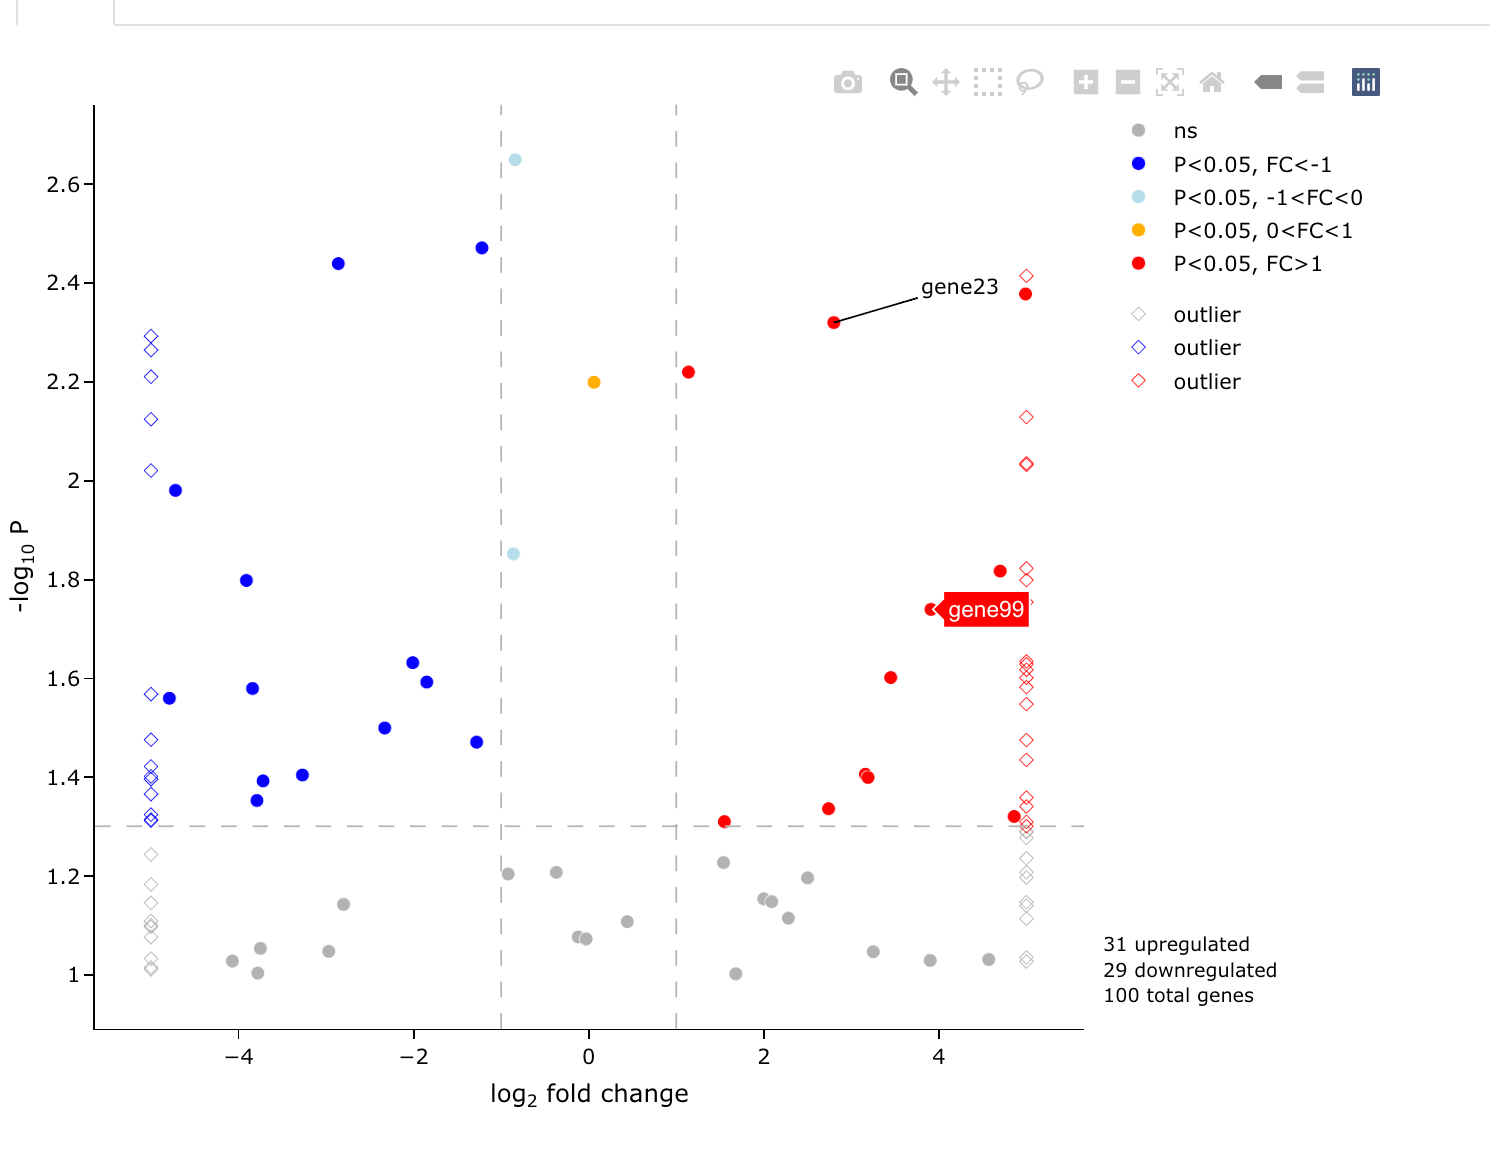 ns
P<0.05, FC<-1
P<0.05, -1<FC<0
P<0.05, 0<FC<1
P<0.05, FC>1
outlier
outlier
outlier
2.6
2.4
2.2
2
1.8
1.6
1.4
1.2
1
-log₁₀ P
gene23
gene99
31 upregulated
29 downregulated
100 total genes
−4 −2 0 2 4
log₂ fold change